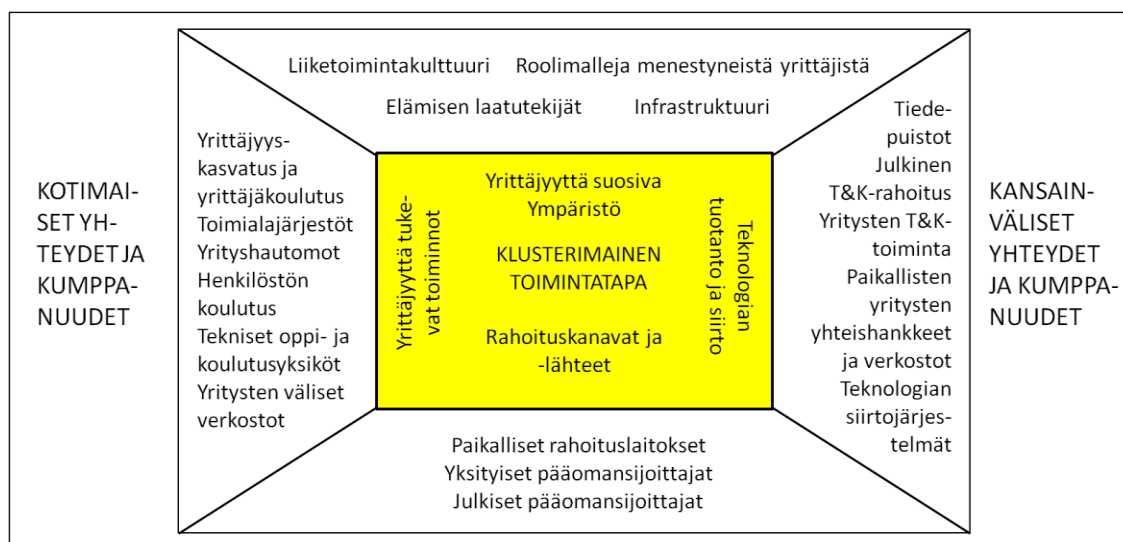 Liiketoimintakulttuuri Roolimalleja menestyneistä yrittäjistä
Elämisen laatutekijät Infrastruktuuri
KOTIMAI-
SET YH-
TEYDET JA
KUMPPA-
NUUDET
Yrittäjyys-
kasvatus ja
yrittäjäkoulutus
Toimialajärjestöt
Yrityshautomot
Henkilöstön
koulutus
Tekniset oppi- ja
koulutusyksiköt
Yritysten väliset
verkostot
Yrittäjyyttä tuke-
vat toiminnot
Yrittäjyyttä suosiva
Ympäristö
KLUSTERIMAINEN
TOIMINTATAPA
Rahoituskanavat ja
-lähteet
Teknologian
tuotanto ja siirto
Tiede-
puistot
Julkinen
T&K-rahoitus
Yritysten T&K-
toiminta
Paikallisten
yritysten
yhteishankkeet
ja verkostot
Teknologian
siirtojärjes-
telmät
KANSAIN-
VÄLISET
YHTEYDET
JA KUMPPA-
NUUDET
Paikalliset rahoituslaitokset
Yksityiset pääomansijoittajat
Julkiset pääomansijoittajat